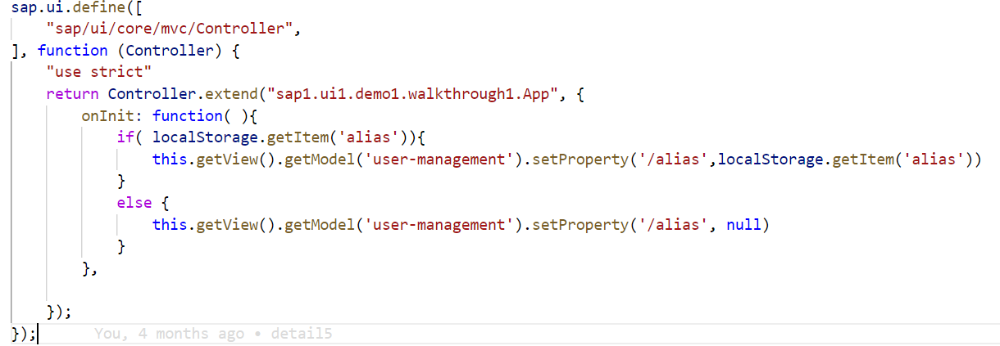 sap.ui.define([
    "sap/ui/core/mvc/Controller",
], function (Controller) {
    "use strict"
    return Controller.extend("sap1.ui1.demo1.walkthrough1.App", {
        onInit: function( ){
            if( localStorage.getItem('alias')){
                this.getView().getModel('user-management').setProperty('/alias',localStorage.getItem('alias'))
            }
            else {
                this.getView().getModel('user-management').setProperty('/alias', null)
            }
        },
    });
});    You, 4 months ago • detail5